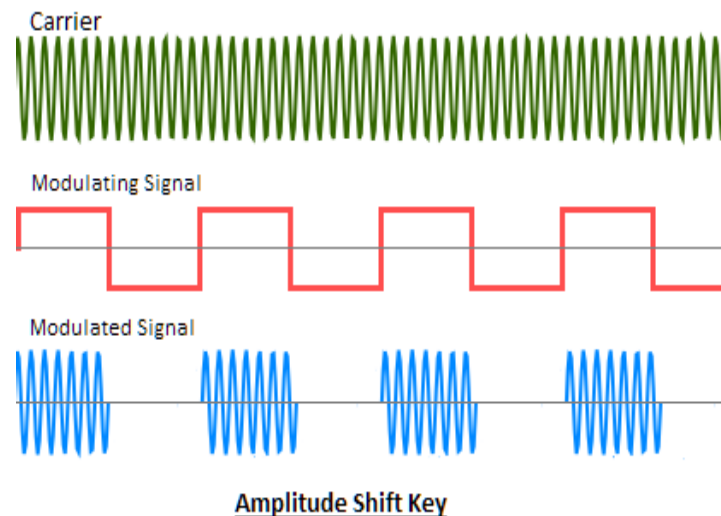 Carrier
Modulating Signal
Modulated Signal
Amplitude Shift Key